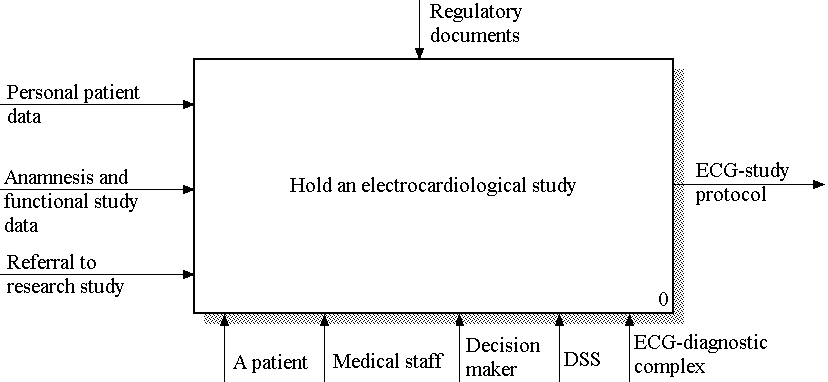 Regulatory
documents
Personal patient
data
Anamnesis and
functional study
data
Referral to
research study
Hold an electrocardiological study
ECG-study
protocol
0
A patient
Medical staff
Decision
maker
DSS
ECG-diagnostic
complex